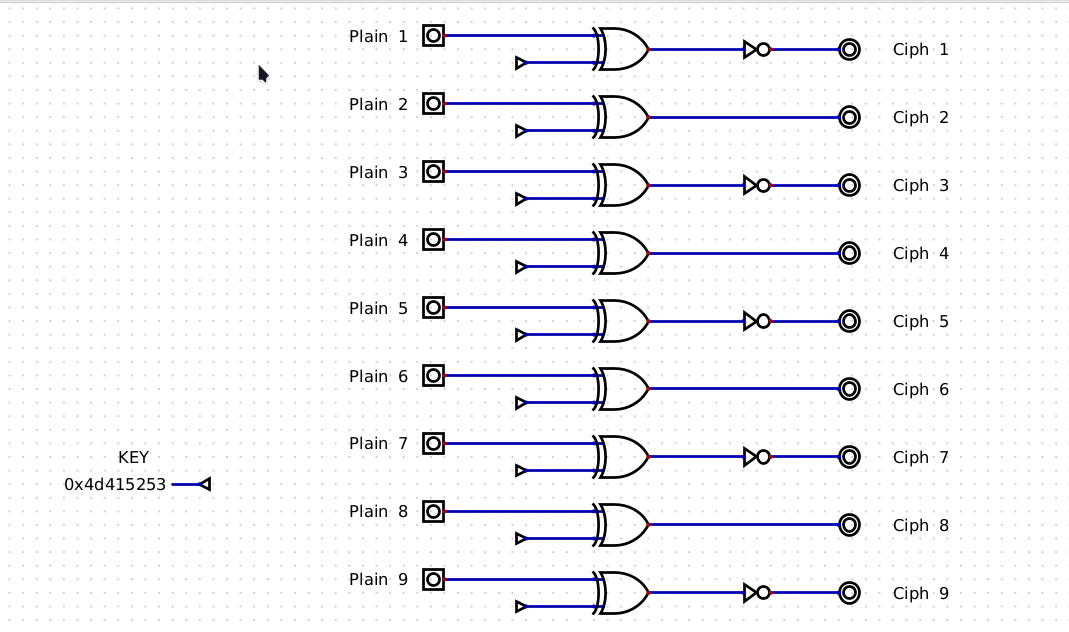 Plain 1
Ciph 1
Plain 2
Ciph 2
Plain 3
Ciph 3
Plain 4
Ciph 4
Plain 5
Ciph 5
Plain 6
Ciph 6
Plain 7
Ciph 7
KEY
0x4d415253
Plain 8
Ciph 8
Plain 9
Ciph 9